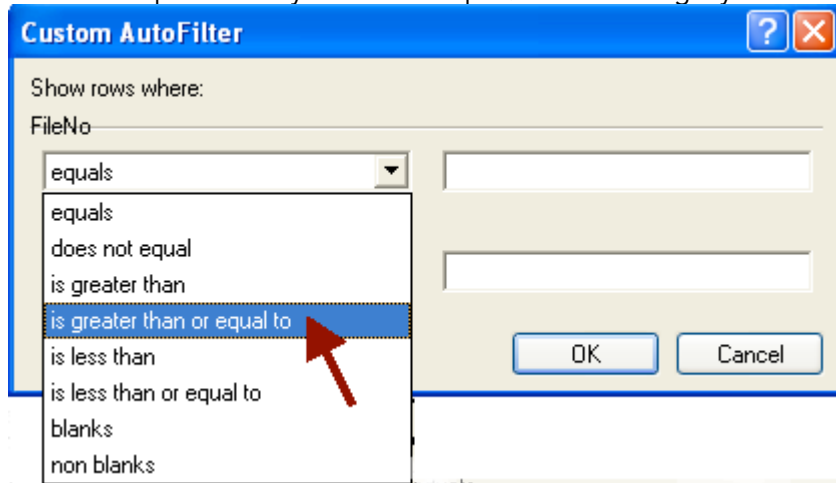 Custom AutoFilter
Show rows where:
FileNo
equals
equals
does not equal
is greater than
is greater than or equal to
is less than
is less than or equal to
blanks
non blanks
OK
Cancel